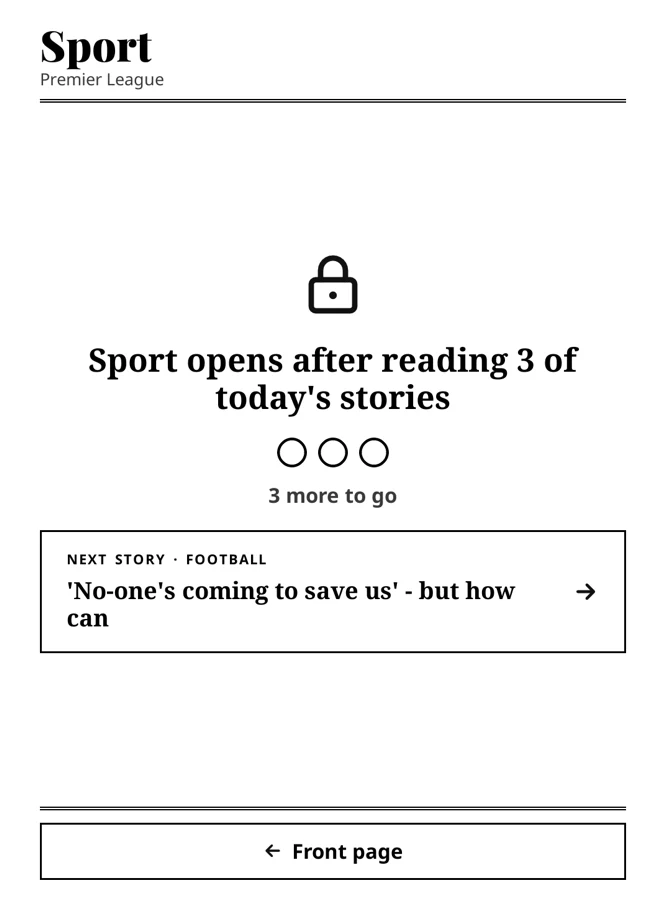 Sport
Premier League
Sport opens after reading 3 of
today's stories
3 more to go
NEXT STORY · FOOTBALL
'No-one's coming to save us' - but how
can
← Front page